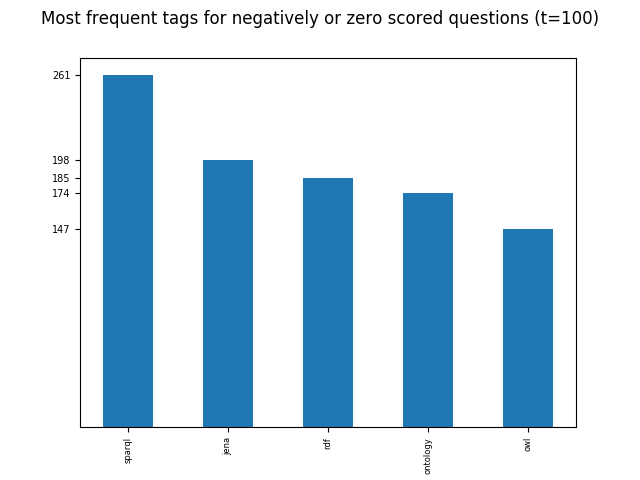 Most frequent tags for negatively or zero scored questions (t=100)
261
198
185
174
147
sparql
jena
rdf
ontology
owl